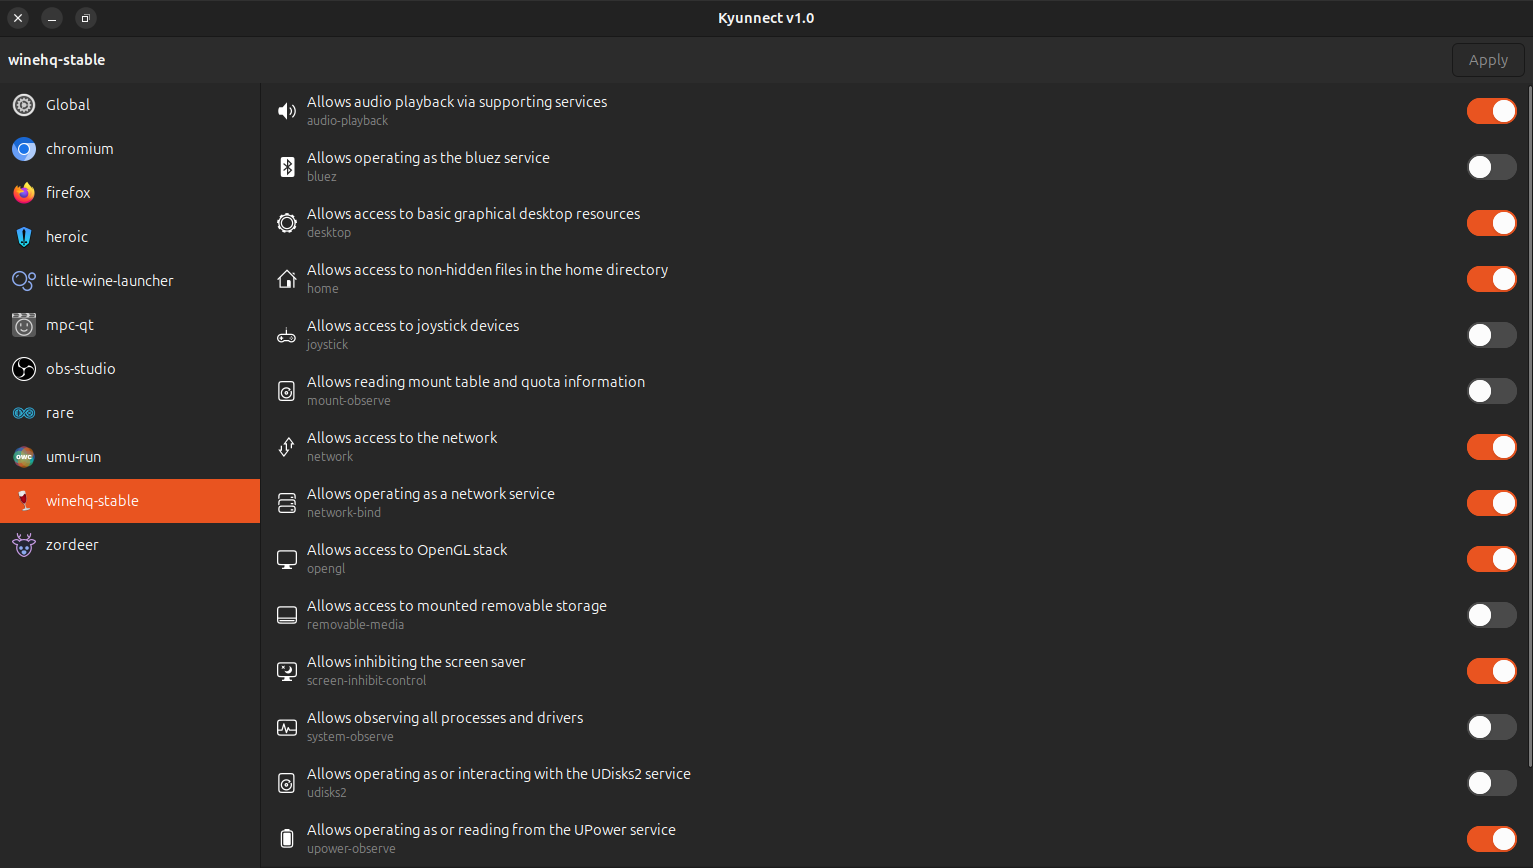 Kyunnect v1.0
winehq-stable
Apply
Global
chromium
firefox
heroic
little-wine-launcher
mpc-qt
obs-studio
rare
umu-run
winehq-stable
zordeer
Allows audio playback via supporting services
audio-playback
Allows operating as the bluez service
bluez
Allows access to basic graphical desktop resources
desktop
Allows access to non-hidden files in the home directory
home
Allows access to joystick devices
joystick
Allows reading mount table and quota information
mount-observe
Allows access to the network
network
Allows operating as a network service
network-bind
Allows access to OpenGL stack
opengl
Allows access to mounted removable storage
removable-media
Allows inhibiting the screen saver
screen-inhibit-control
Allows observing all processes and drivers
system-observe
Allows operating as or interacting with the UDisks2 service
udisks2
Allows operating as or reading from the UPower service
upower-observe